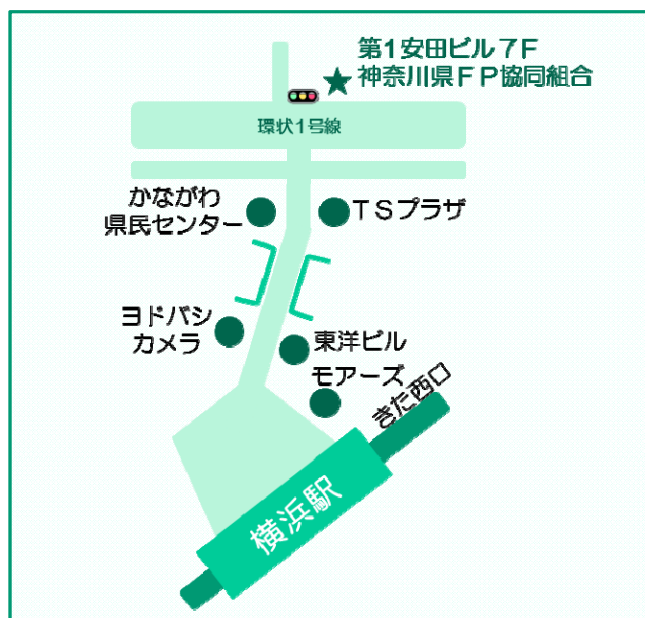 第1安田ビル7F
神奈川県FP協同組合
環状1号線
かながわ
県民センター
TSプラザ
ヨドバシ
カメラ
東洋ビル
モアーズ
きた西口
横浜駅